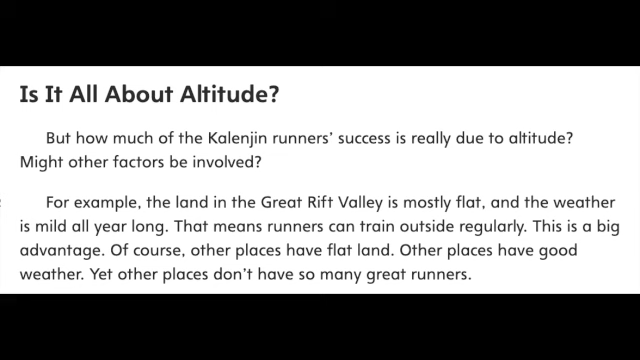 Is It All About Altitude?
But how much of the Kalenjin runners' success is really due to altitude?
Might other factors be involved?
For example, the land in the Great Rift Valley is mostly flat, and the weather
is mild all year long. That means runners can train outside regularly. This is a big
advantage. Of course, other places have flat land. Other places have good
weather. Yet other places don't have so many great runners.